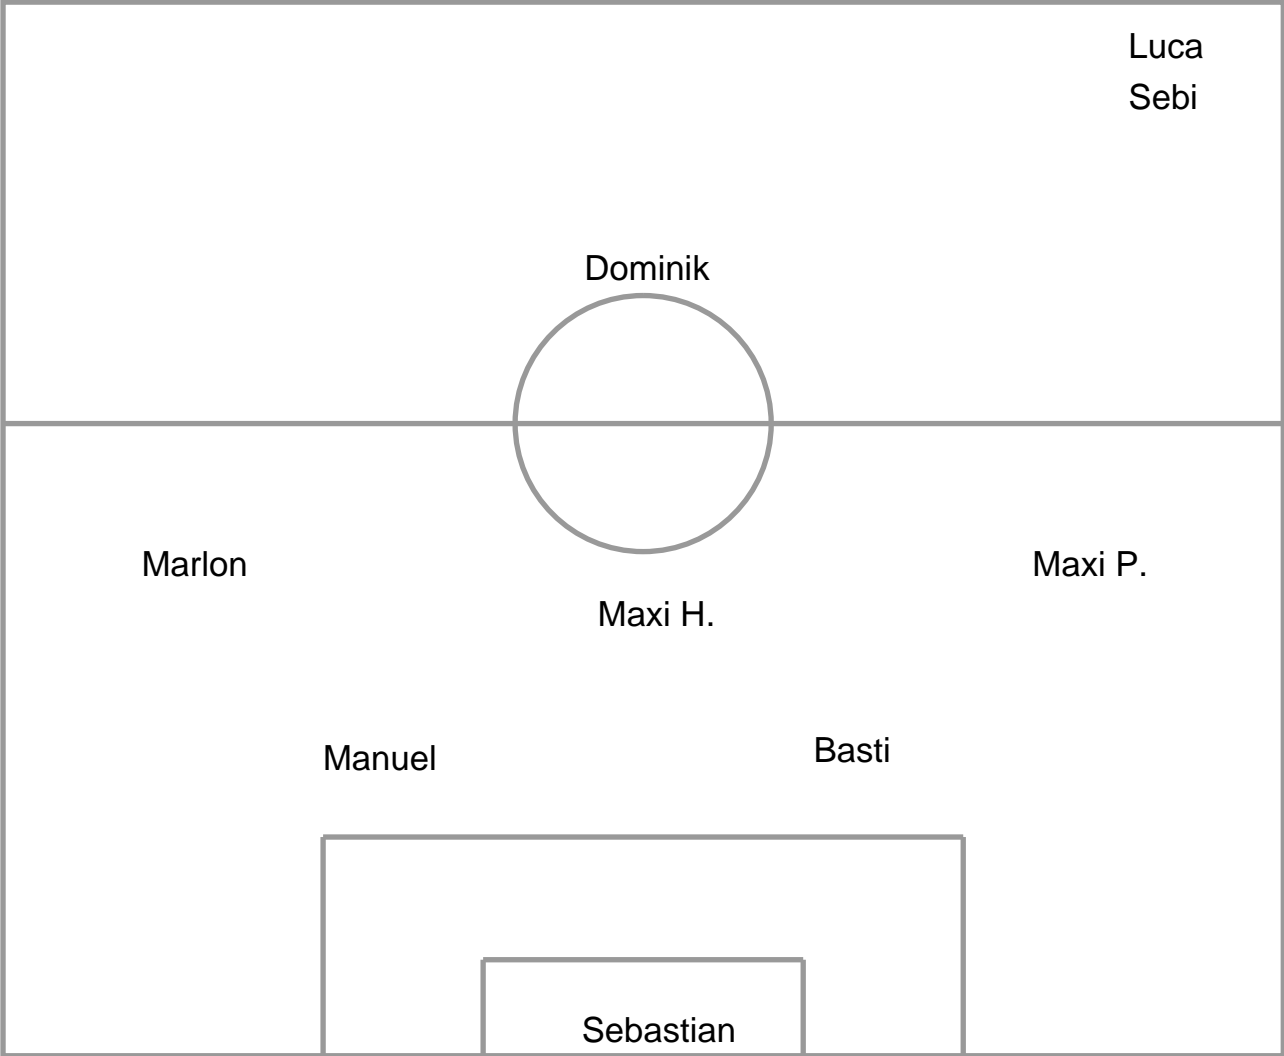 Luca
Sebi
Dominik
Marlon
Maxi P.
Maxi H.
Manuel
Basti
Sebastian